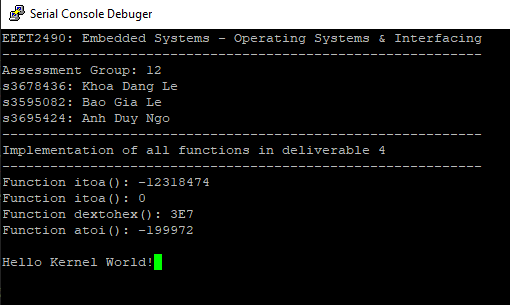 Serial Console Debuger
EEET2490: Embedded Systems - Operating Systems & Interfacing
------------------------------------------------------------
Assessment Group: 12
s3678436: Khoa Dang Le
s3595082: Bao Gia Le
s3695424: Anh Duy Ngo
------------------------------------------------------------
Implementation of all functions in deliverable 4
------------------------------------------------------------
Function itoa(): -12318474
Function itoa(): 0
Function dextohex(): 3E7
Function atoi(): -199972
Hello Kernel World!